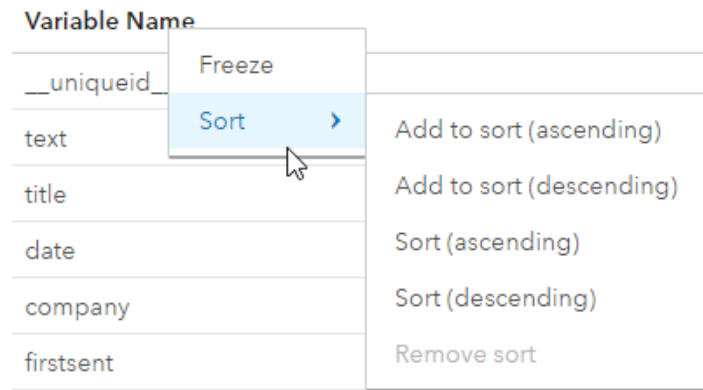 Variable Name
__uniqueid_
text
title
date
company
firstsent
Freeze
Sort
Add to sort (ascending)
Add to sort (descending)
Sort (ascending)
Sort (descending)
Remove sort